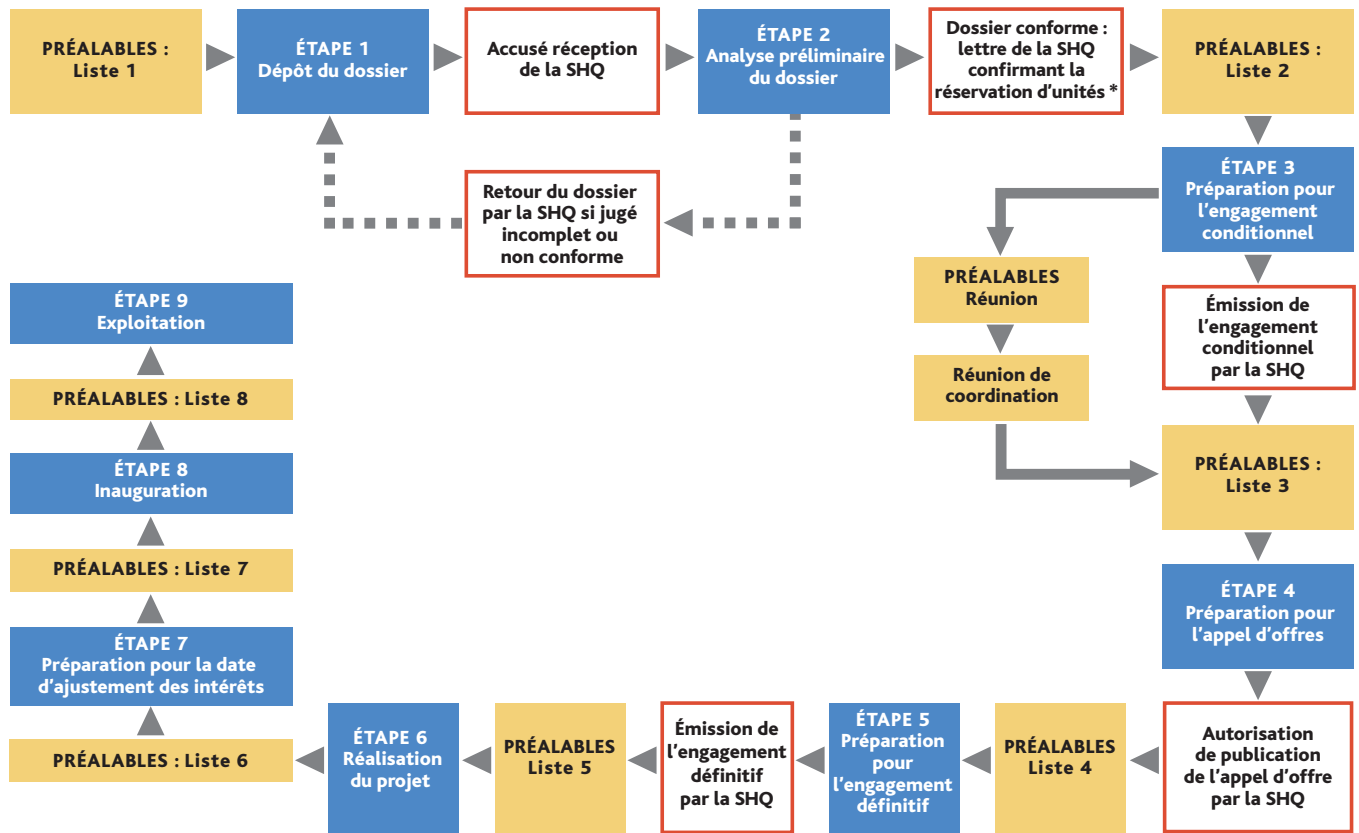 PRÉALABLES :
Liste 1
ÉTAPE 1
Dépôt du dossier
Accusé réception
de la SHQ
ÉTAPE 2
Analyse préliminaire
du dossier
Dossier conforme :
lettre de la SHQ
confirmant la
réservation d'unités *
PRÉALABLES :
Liste 2
Retour du dossier
par la SHQ si jugé
incomplet ou
non conforme
ÉTAPE 3
Préparation pour
l'engagement
conditionnel
PRÉALABLES
Réunion
Réunion de
coordination
Émission de
l'engagement
conditionnel
par la SHQ
PRÉALABLES :
Liste 3
ÉTAPE 4
Préparation pour
l'appel d'offres
Autorisation
de publication
de l'appel d'offre
par la SHQ
PRÉALABLES
Liste 4
ÉTAPE 5
Préparation
pour
l'engagement
définitif
Émission de
l'engagement
définitif
par la SHQ
PRÉALABLES
Liste 5
ÉTAPE 6
Réalisation
du projet
PRÉALABLES : Liste 6
ÉTAPE 7
Préparation pour la date
d'ajustement des intérêts
PRÉALABLES : Liste 7
ÉTAPE 8
Inauguration
PRÉALABLES : Liste 8
ÉTAPE 9
Exploitation